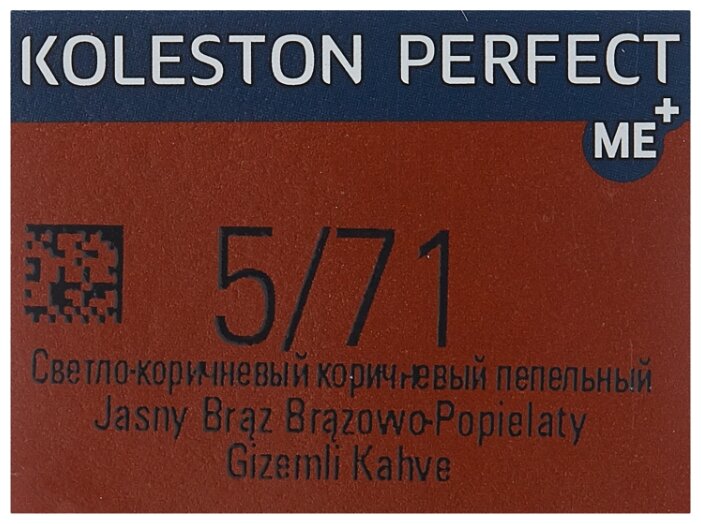 KOLESTON PERFECT
ME+
5/71
Светло-коричневый коричневый пепельный
Jasny Brąz Brązowo-Popielaty
Gizemli Kahve